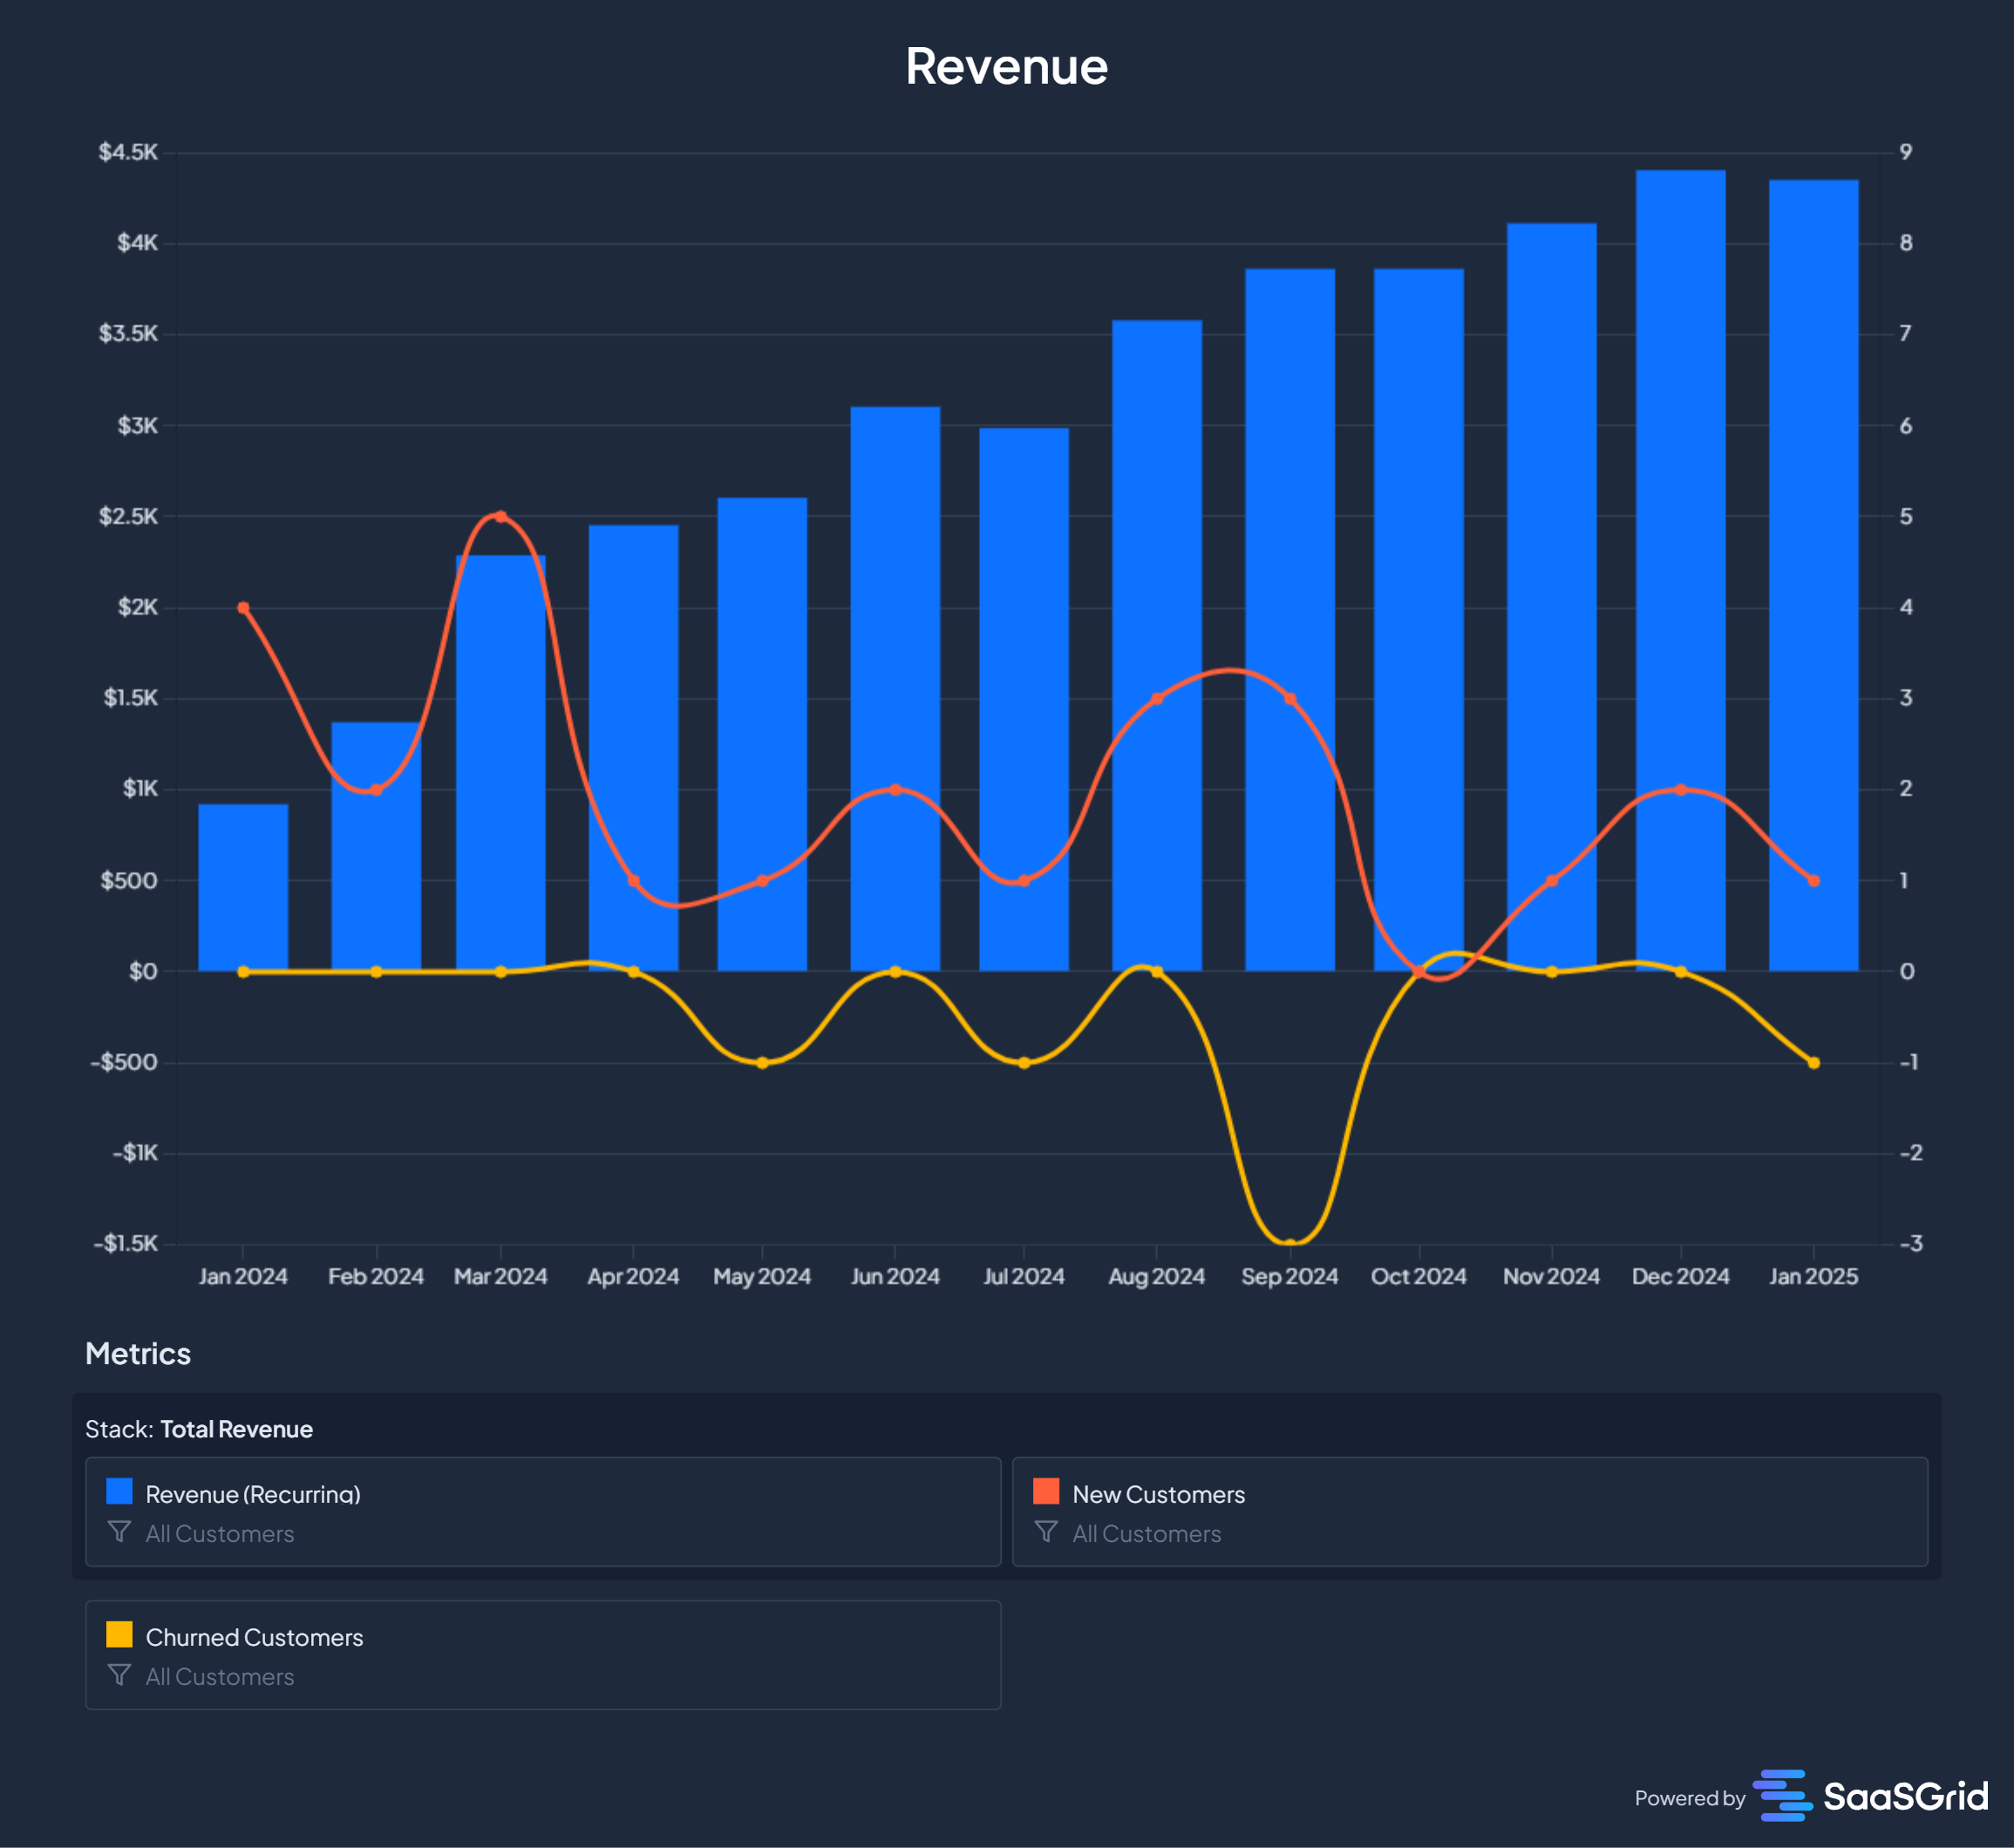 Revenue
$4.5K 9
$4K 8
$3.5K 7
$3K 6
$2.5K 5
$2K 4
$1.5K 3
$1K 2
$500 1
$0 0
-$500 -1
-$1K -2
-$1.5K -3
Jan 2024 Feb 2024 Mar 2024 Apr 2024 May 2024 Jun 2024 Jul 2024 Aug 2024 Sep 2024 Oct 2024 Nov 2024 Dec 2024 Jan 2025
Metrics
Stack: Total Revenue
Revenue (Recurring) New Customers
All Customers All Customers
Churned Customers
All Customers
Powered by SaaSGrid